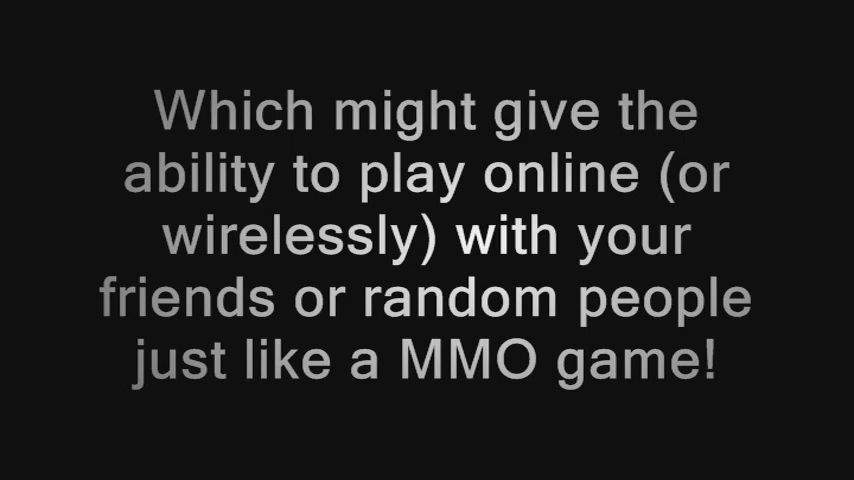 Which might give the
ability to play online (or
wirelessly) with your
friends or random people
just like a MMO game!